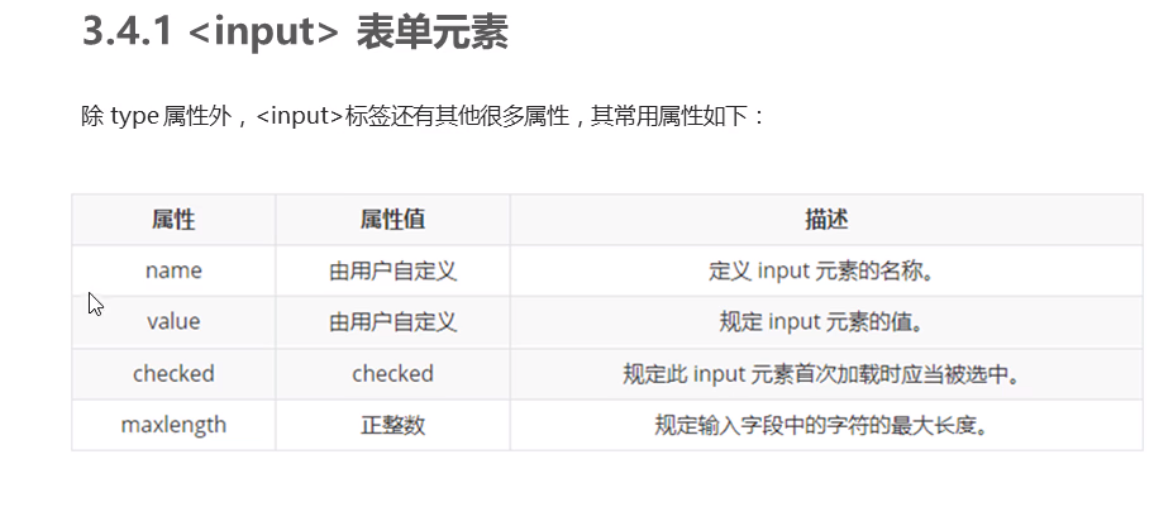 3.4.1 <input> 表单元素
除 type 属性外，<input>标签还有其他很多属性，其常用属性如下：
属性 属性值 描述
name 由用户自定义 定义 input 元素的名称。
value 由用户自定义 规定 input 元素的值。
checked checked 规定此 input 元素首次加载时应当被选中。
maxlength 正整数 规定输入字段中的字符的最大长度。